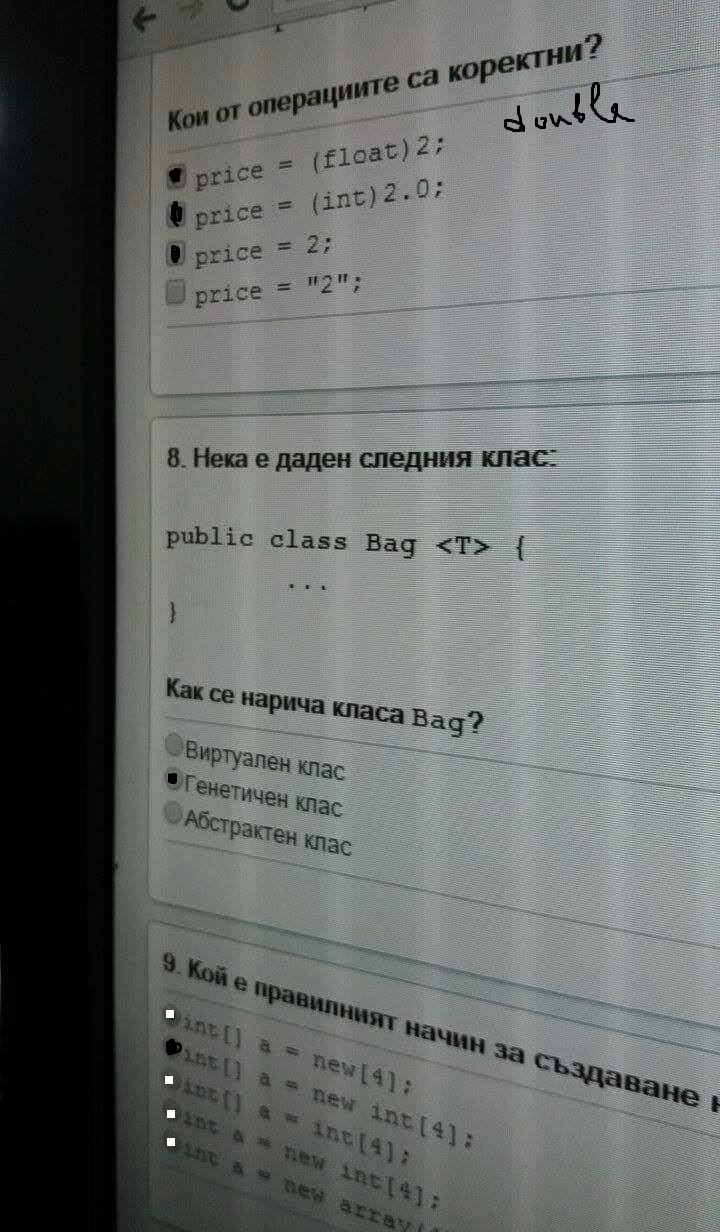 Кои от операциите са коректни?
double
price = (float)2;
price = (int)2.0;
price = 2;
price = "2";
8. Нека е даден следния клас:
public class Bag <T> {
...
}
Как се нарича класа Bag?
Виртуален клас
Генетичен клас
Абстрактен клас
9. Кой е правилният начин за създаване
int[] a = new[4];
int[] a = new int[4];
int[] a = int[4];
int a = new int[4];
int a = new array(4